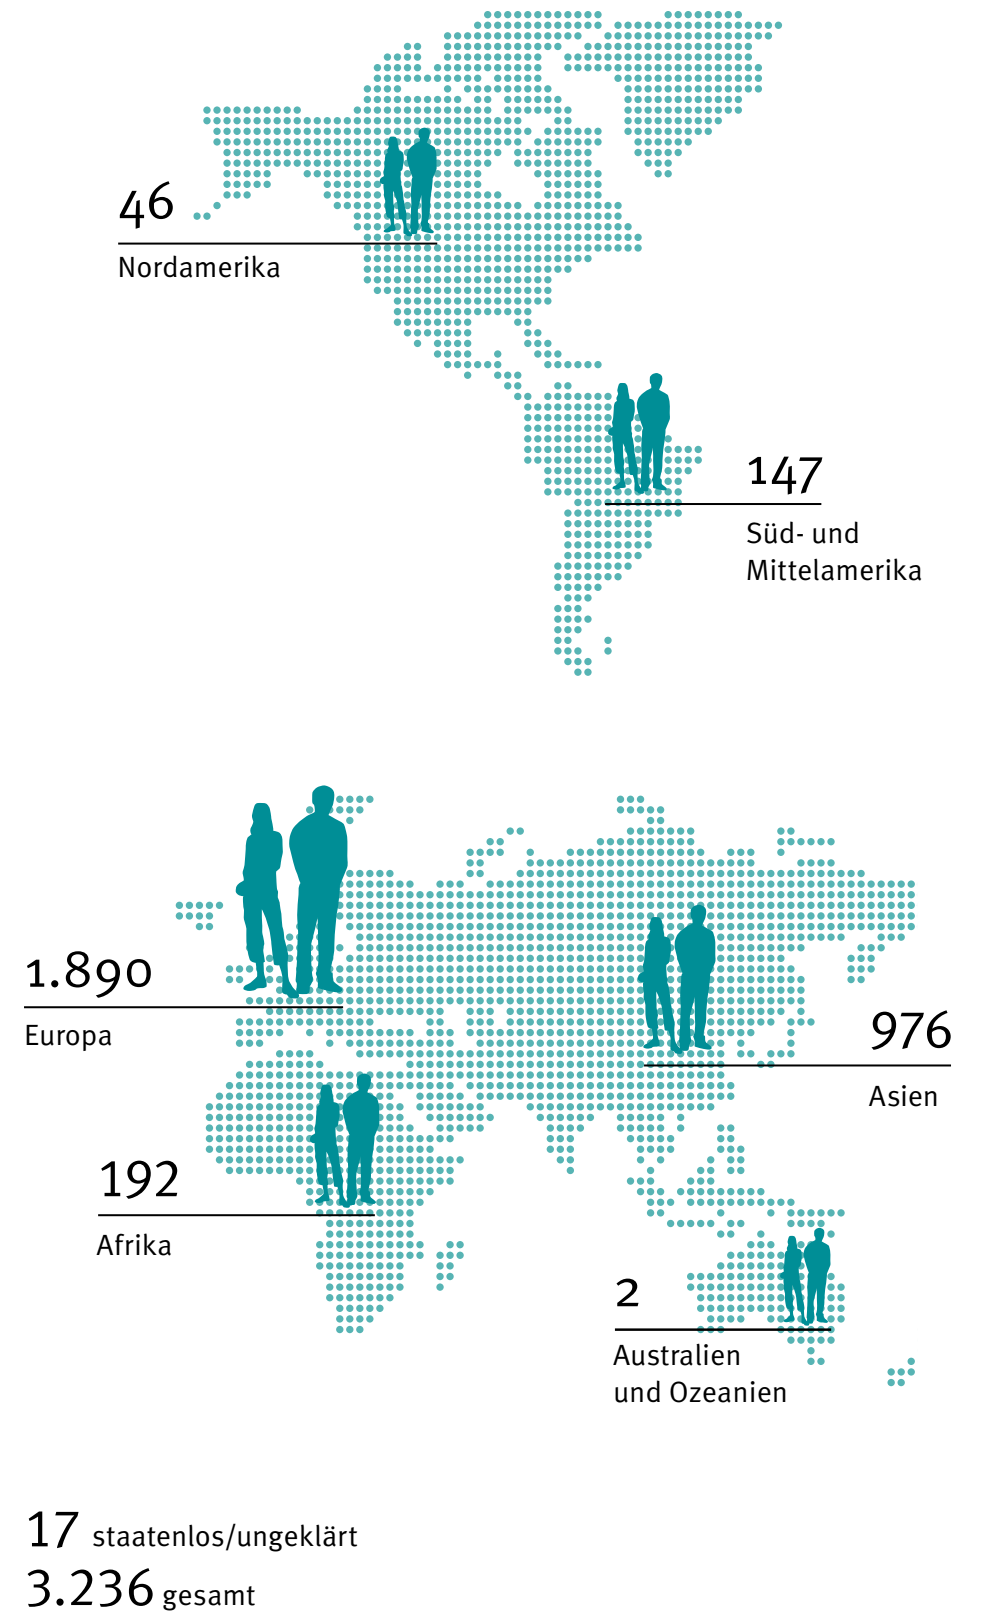 46
Nordamerika
147
Süd- und
Mittelamerika
1.890
Europa
976
Asien
192
Afrika
2
Australien
und Ozeanien
17 staatenlos/ungeklärt
3.236 gesamt